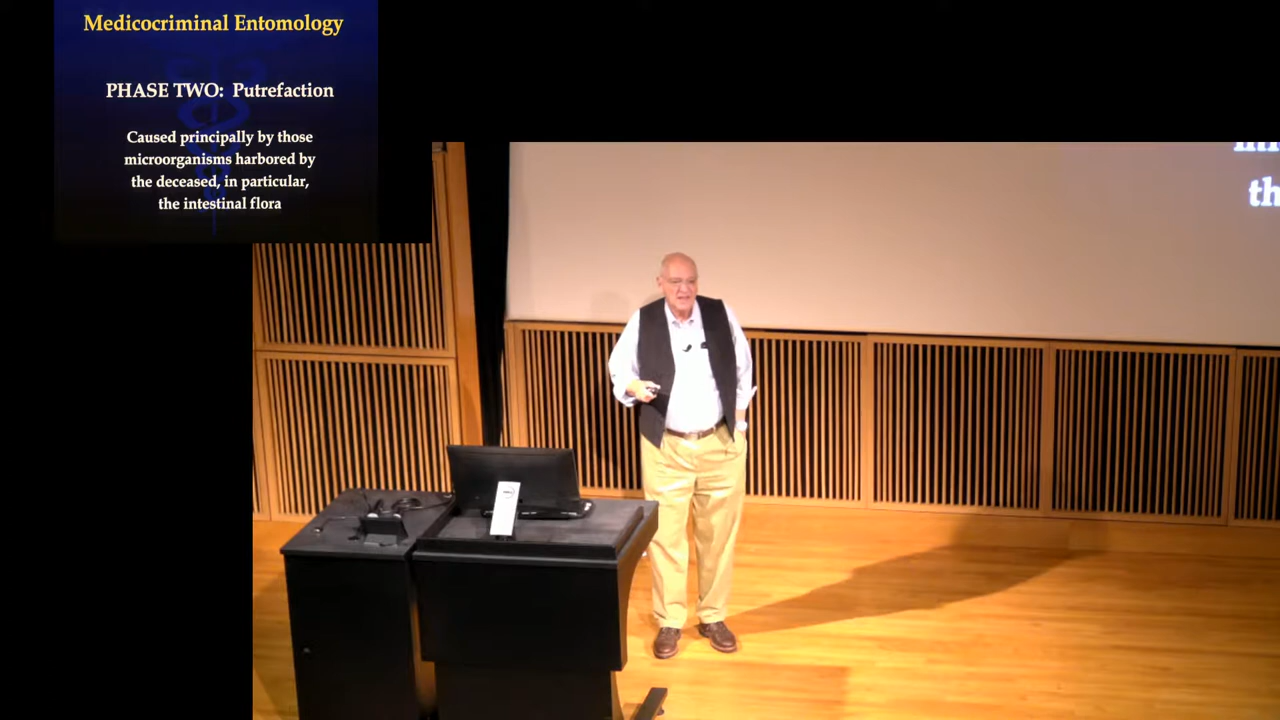 Medicocriminal Entomology
PHASE TWO: Putrefaction
Caused principally by those
microorganisms harbored by
the deceased, in particular,
the intestinal flora
th